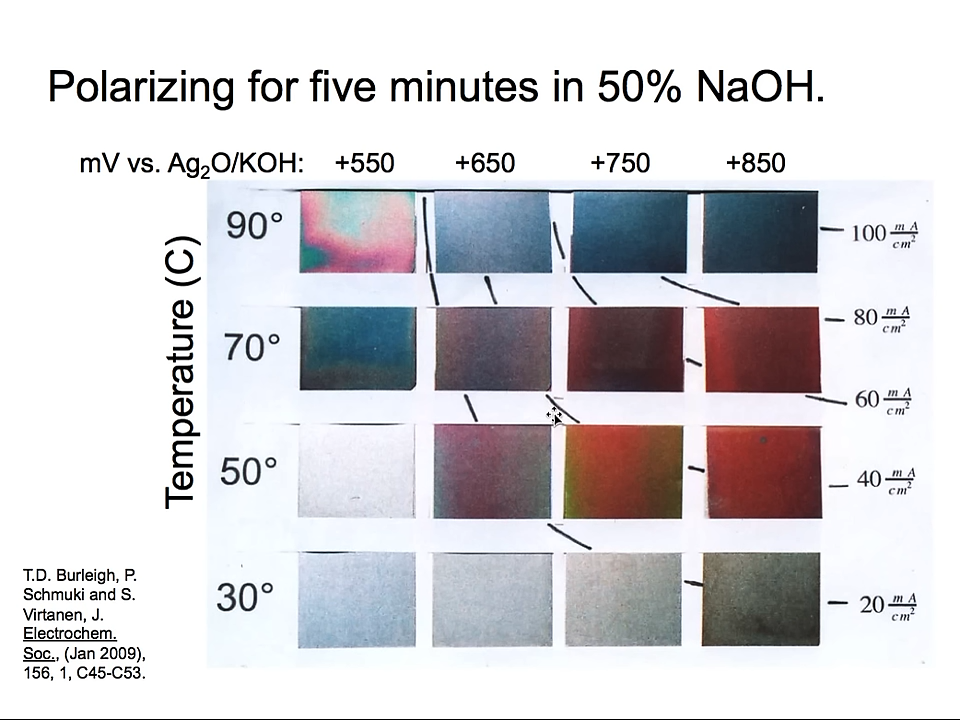 Polarizing for five minutes in 50% NaOH.
mV vs. Ag₂O/KOH: +550 +650 +750 +850
Temperature (C)
90°
100 mA/cm²
80 mA/cm²
70°
60 mA/cm²
50°
40 mA/cm²
30°
20 mA/cm²
T.D. Burleigh, P.
Schmuki and S.
Virtanen, J.
Electrochem.
Soc., (Jan 2009),
156, 1, C45-C53.